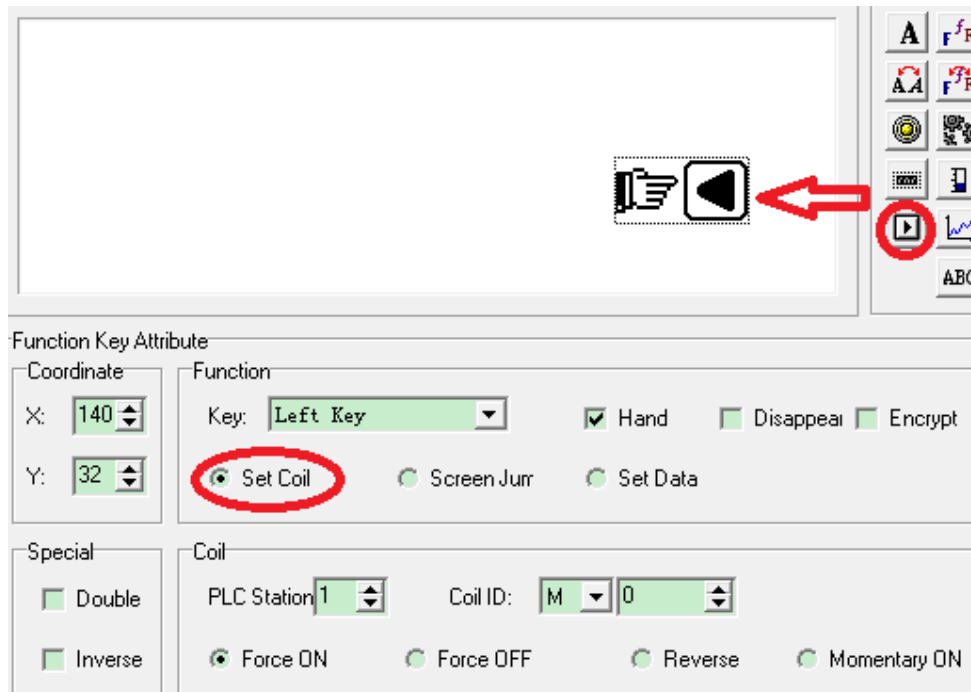 A
F f F
AA
F F
ABC
Function Key Attribute
Coordinate
Function
X: 140
Key: Left Key
Hand
Disappear
Encrypt
Y: 32
Set Coil
Screen Jum
Set Data
Special
Coil
Double
PLC Station 1
Coil ID: M 0
Inverse
Force ON
Force OFF
Reverse
Momentary ON